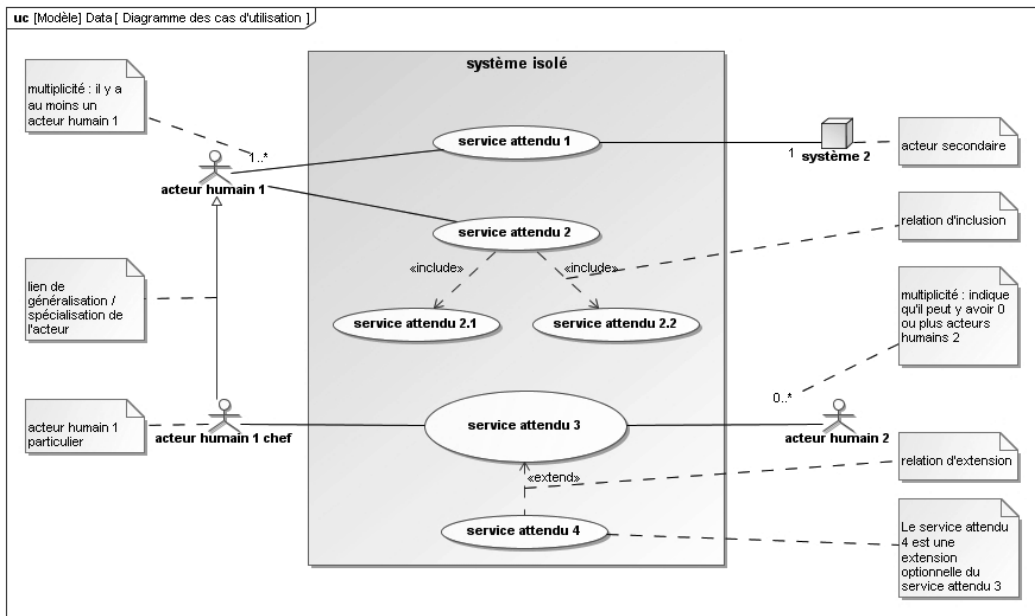 uc [Modèle] Data [ Diagramme des cas d'utilisation ]
système isolé
multiplicité : il y a
au moins un
acteur humain 1
1..*
acteur humain 1
service attendu 1
1
système 2
acteur secondaire
service attendu 2
relation d'inclusion
«include»
«include»
lien de
généralisation /
spécialisation de
l'acteur
service attendu 2.1
service attendu 2.2
multiplicité : indique
qu'il peut y avoir 0
ou plus acteurs
humains 2
0..*
acteur humain 1
particulier
acteur humain 1 chef
service attendu 3
acteur humain 2
relation d'extension
«extend»
service attendu 4
Le service attendu
4 est une
extension
optionnelle du
service attendu 3